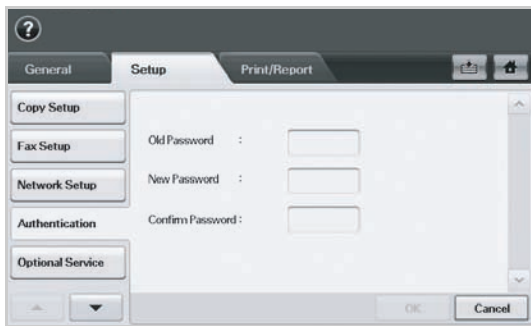 ?
General Setup Print/Report
Copy Setup
Fax Setup
Network Setup
Authentication
Optional Service
Old Password :
New Password :
Confirm Password :
OK Cancel